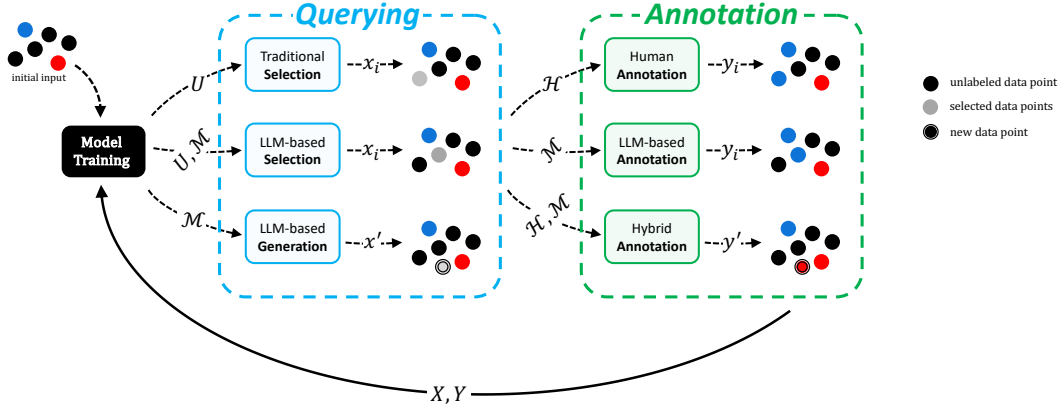 Querying
Annotation
initial input
Model
Training
U
U, ℳ
ℳ
Traditional
Selection
x_i
LLM-based
Selection
x_i
LLM-based
Generation
x′
ℋ
ℳ
ℋ, ℳ
Human
Annotation
y_i
LLM-based
Annotation
y_i
Hybrid
Annotation
y′
unlabeled data point
selected data points
new data point
X, Y